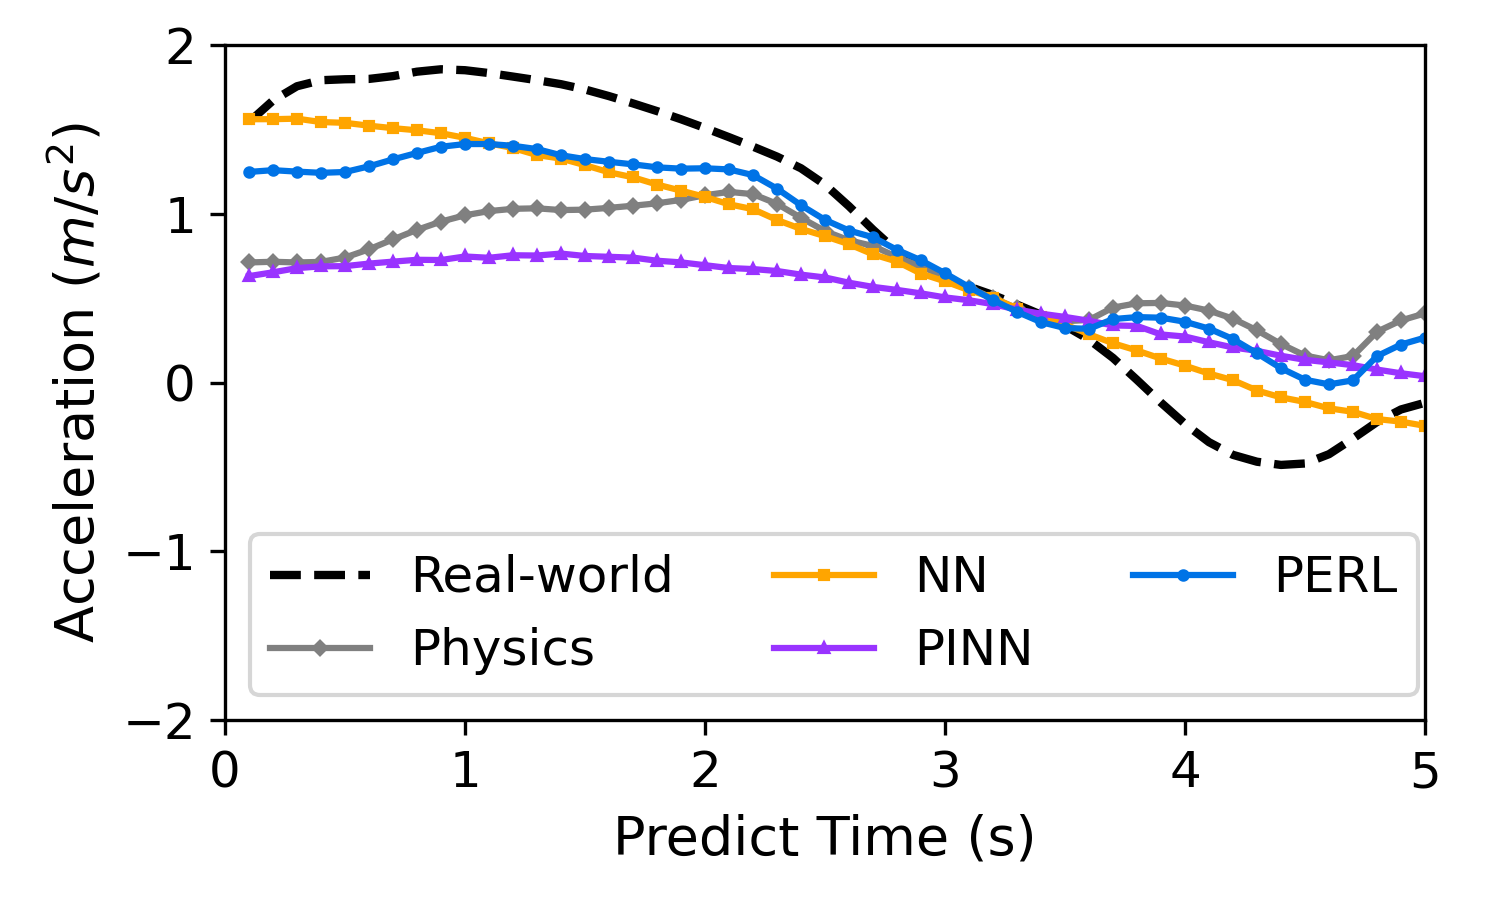 2
1
0
−1
−2
Acceleration (m/s²)
Real-world
Physics
NN
PINN
PERL
0 1 2 3 4 5
Predict Time (s)